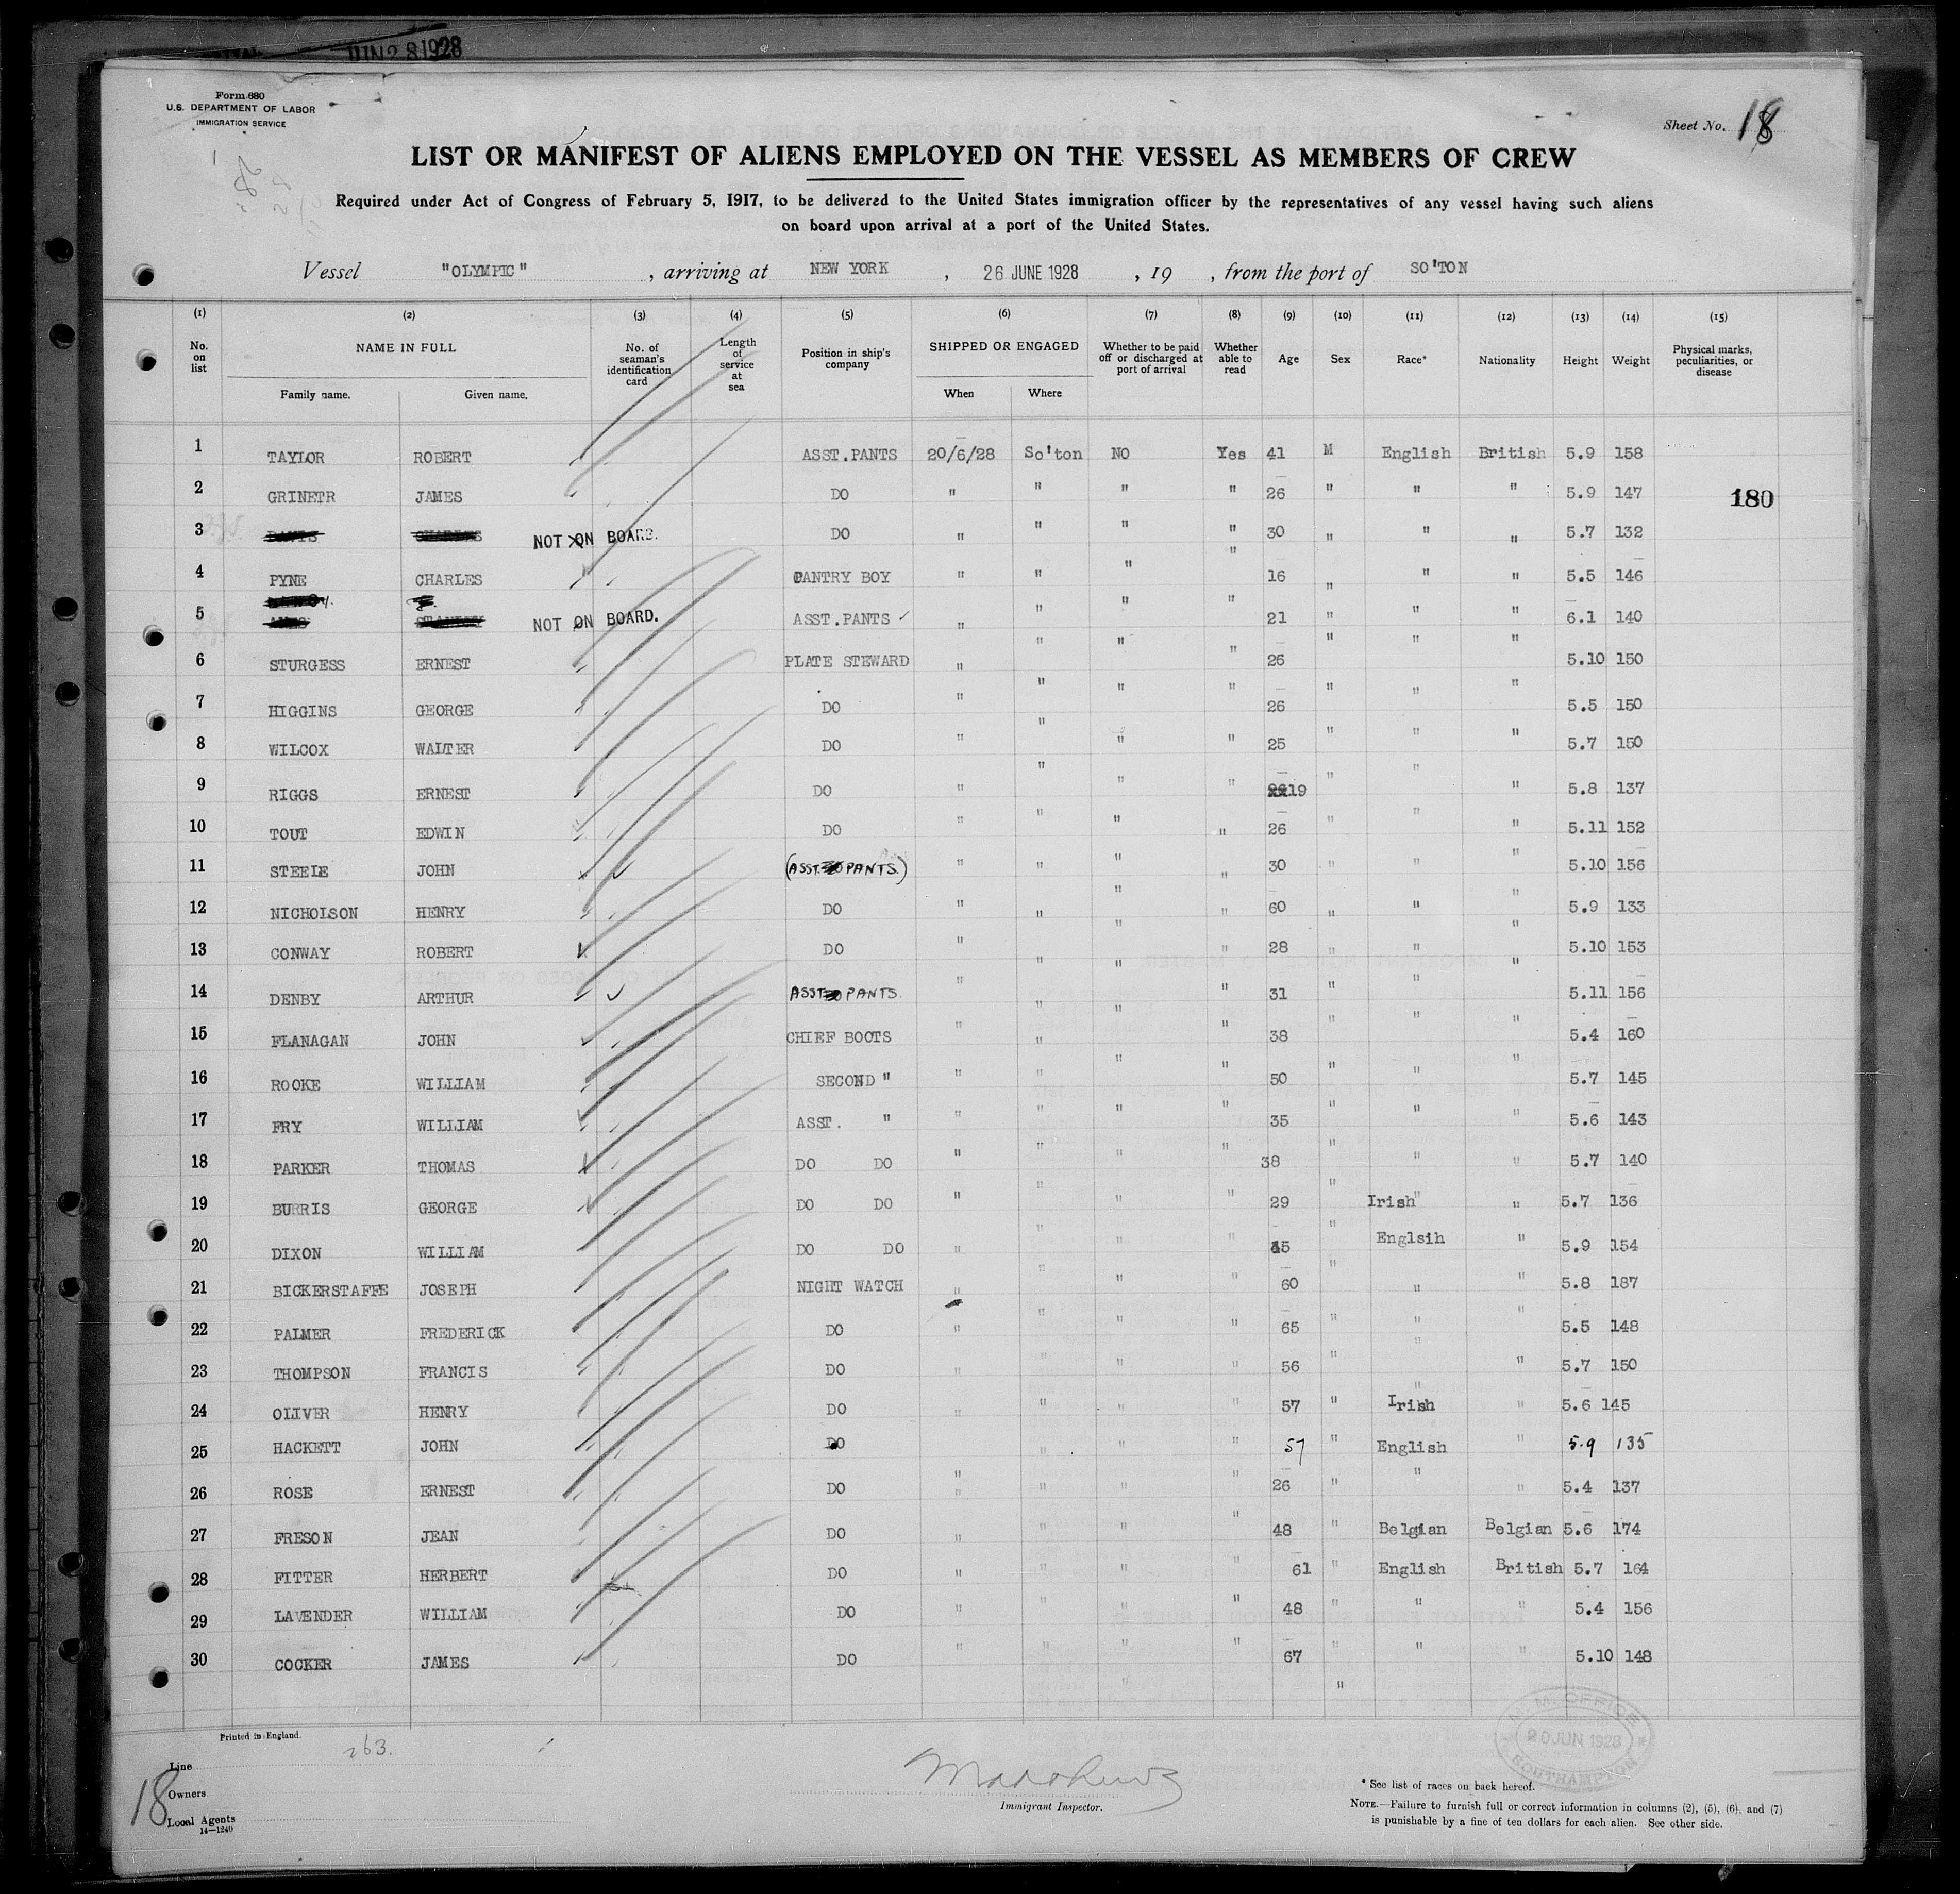 JUN 28 1928
Form 680
U.S. DEPARTMENT OF LABOR
IMMIGRATION SERVICE
Sheet No. 18
LIST OR MANIFEST OF ALIENS EMPLOYED ON THE VESSEL AS MEMBERS OF CREW
Required under Act of Congress of February 5, 1917, to be delivered to the United States immigration officer by the representatives of any vessel having such aliens
on board upon arrival at a port of the United States.
Vessel "OLYMPIC" , arriving at NEW YORK , 26 JUNE 1928 , 19 , from the port of SO'TON
(1) (2) (3) (4) (5) (6) (7) (8) (9) (10) (11) (12) (13) (14) (15)
No. on list NAME IN FULL Family name. Given name. No. of seaman's identification card Length of service at sea Position in ship's company SHIPPED OR ENGAGED When Where Whether to be paid off or discharged at port of arrival Whether able to read Age Sex Race* Nationality Height Weight Physical marks, peculiarities, or disease
1 TAYLOR ROBERT ASST.PANTS 20/6/28 So'ton NO Yes 41 M English British 5.9 158
2 GRINETR JAMES DO " " " " 26 " " " 5.9 147 180
3 NOT ON BOARD. DO " " " " 30 " " " 5.7 132
4 PYNE CHARLES PANTRY BOY " " " " 16 " " " 5.5 146
5 NOT ON BOARD. ASST.PANTS " " " " 21 " " " 6.1 140
6 STURGESS ERNEST PLATE STEWARD " " " " 26 " " " 5.10 150
7 HIGGINS GEORGE DO " " " " 26 " " " 5.5 150
8 WILCOX WALTER DO " " " " 25 " " " 5.7 150
9 RIGGS ERNEST DO " " " " 19 " " " 5.8 137
10 TOUT EDWIN DO " " " " 26 " " " 5.11 152
11 STEELE JOHN (ASST. PANTS.) " " " " 30 " " " 5.10 156
12 NICHOLSON HENRY DO " " " " 60 " " " 5.9 133
13 CONWAY ROBERT DO " " " " 28 " " " 5.10 153
14 DENBY ARTHUR ASST PANTS. " " " " 31 " " " 5.11 156
15 FLANAGAN JOHN CHIEF BOOTS " " " " 38 " " " 5.4 160
16 ROOKE WILLIAM SECOND " " " " " 50 " " " 5.7 145
17 FRY WILLIAM ASST. " " " " " 35 " " " 5.6 143
18 PARKER THOMAS DO DO " " " " 38 " " " 5.7 140
19 BURRIS GEORGE DO DO " " " " 29 " Irish " 5.7 136
20 DIXON WILLIAM DO DO " " " " 45 " Englsih " 5.9 154
21 BICKERSTAFFE JOSEPH NIGHT WATCH " " " " 60 " " " 5.8 187
22 PALMER FREDERICK DO " " " " 65 " " " 5.5 148
23 THOMPSON FRANCIS DO " " " " 56 " " " 5.7 150
24 OLIVER HENRY DO " " " " 57 " Irish " 5.6 145
25 HACKETT JOHN DO " " " 57 " English " 5.9 135
26 ROSE ERNEST DO " " " " 26 " " " 5.4 137
27 FRESON JEAN DO " " " " 48 " Belgian Belgian 5.6 174
28 FITTER HERBERT DO " " " " 61 " English British 5.7 164
29 LAVENDER WILLIAM DO " " " " 48 " " " 5.4 156
30 COCKER JAMES DO " " " " 67 " " " 5.10 148
Printed in England.
263.
Line
Owners
18
Local Agents
14—1240
Immigrant Inspector.
M. M. OFFICE
20 JUN 1928
SOUTHAMPTON
* See list of races on back hereof.
NOTE.—Failure to furnish full or correct information in columns (2), (5), (6), and (7)
is punishable by a fine of ten dollars for each alien. See other side.